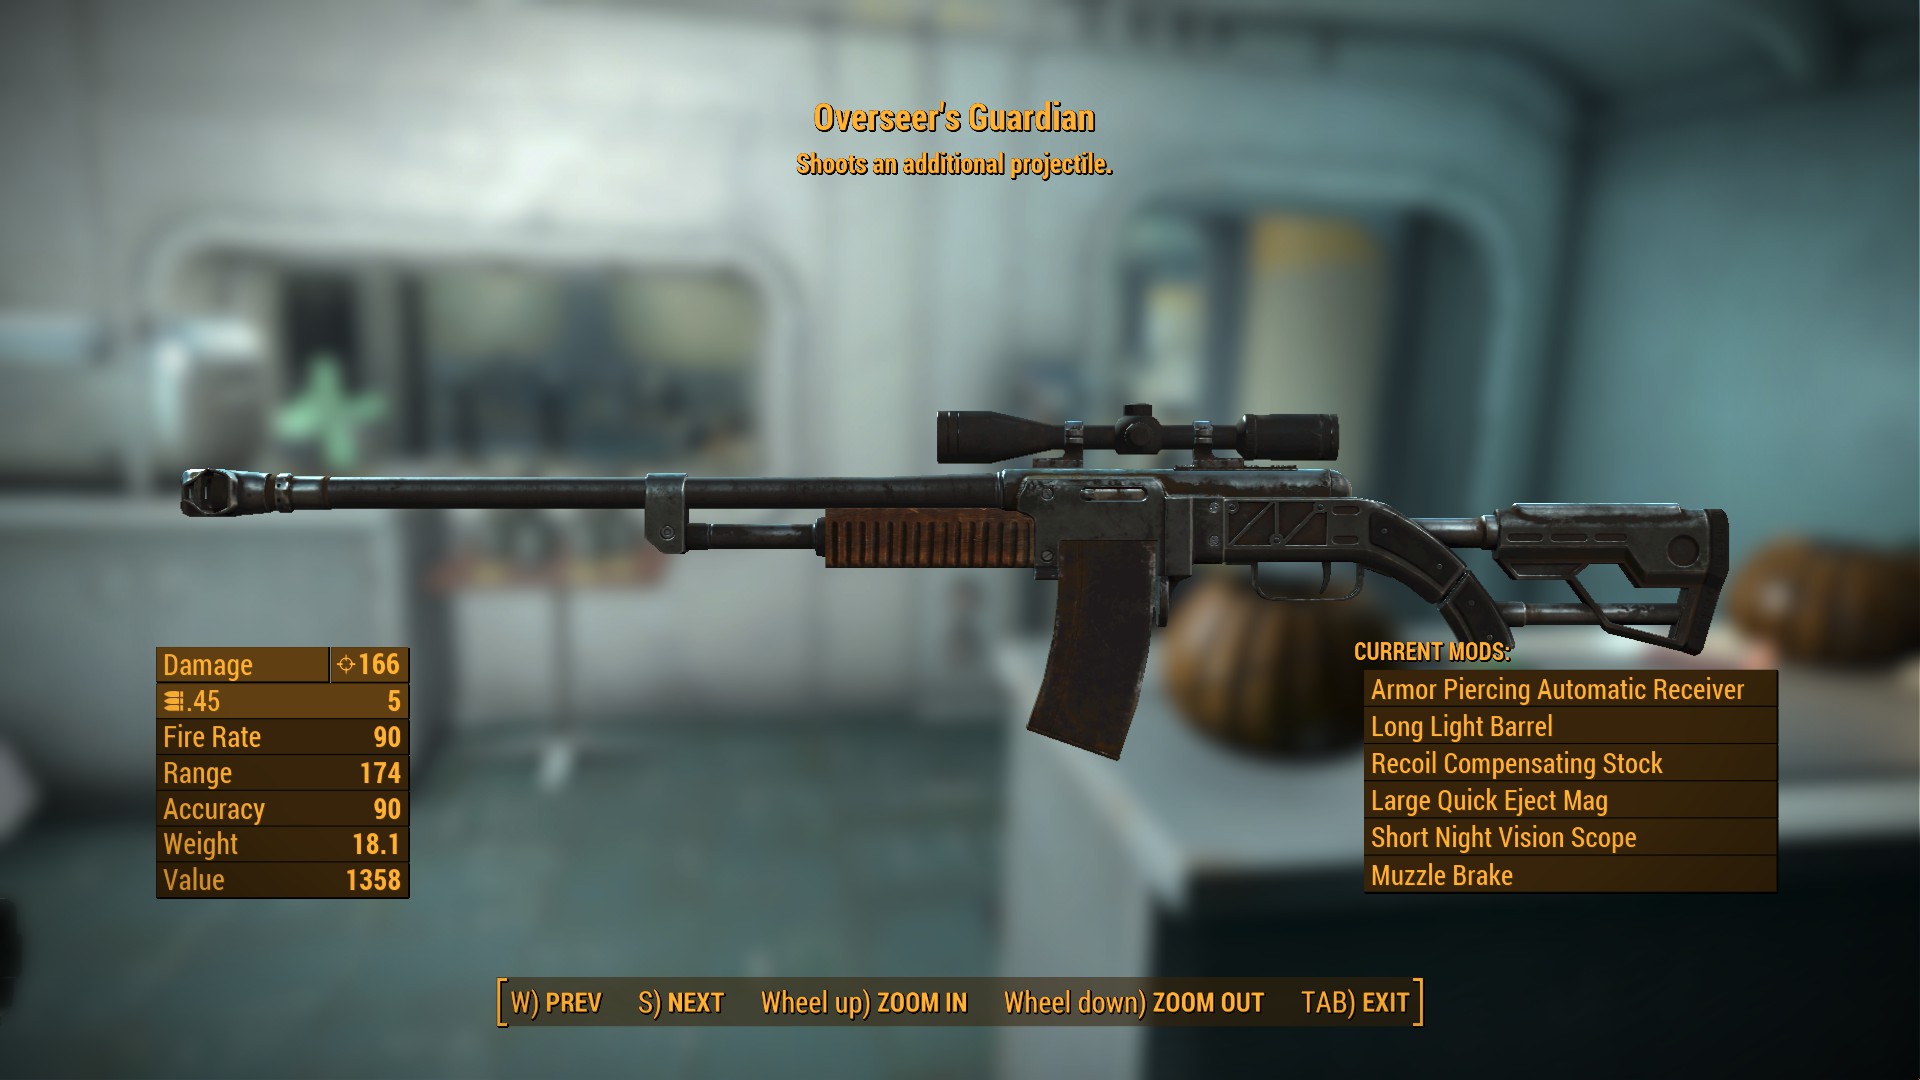 Overseer's Guardian
Shoots an additional projectile.
Damage 166
.45 5
Fire Rate 90
Range 174
Accuracy 90
Weight 18.1
Value 1358
CURRENT MODS:
Armor Piercing Automatic Receiver
Long Light Barrel
Recoil Compensating Stock
Large Quick Eject Mag
Short Night Vision Scope
Muzzle Brake
W) PREV S) NEXT Wheel up) ZOOM IN Wheel down) ZOOM OUT TAB) EXIT